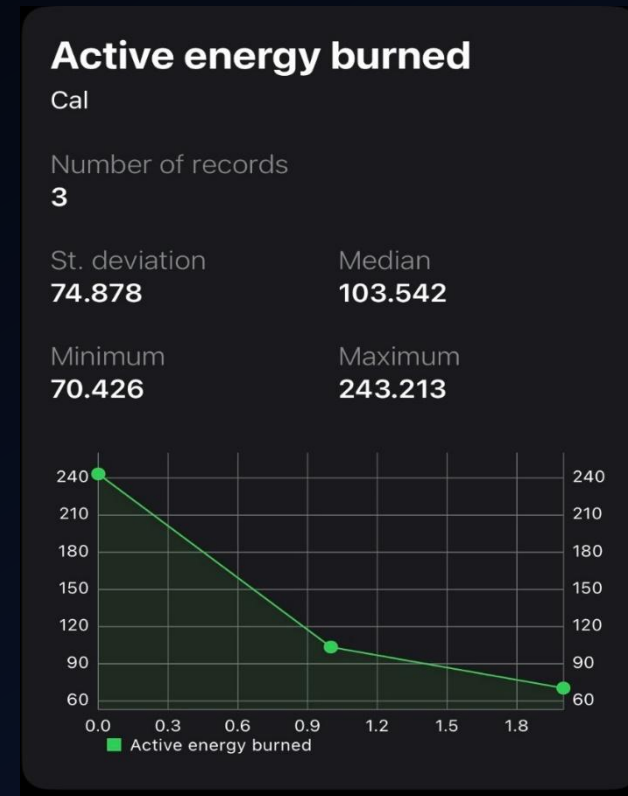 Active energy burned
Cal
Number of records
3
St. deviation Median
74.878 103.542
Minimum Maximum
70.426 243.213
240 240
210 210
180 180
150 150
120 120
90 90
60 60
0.0 0.3 0.6 0.9 1.2 1.5 1.8
Active energy burned